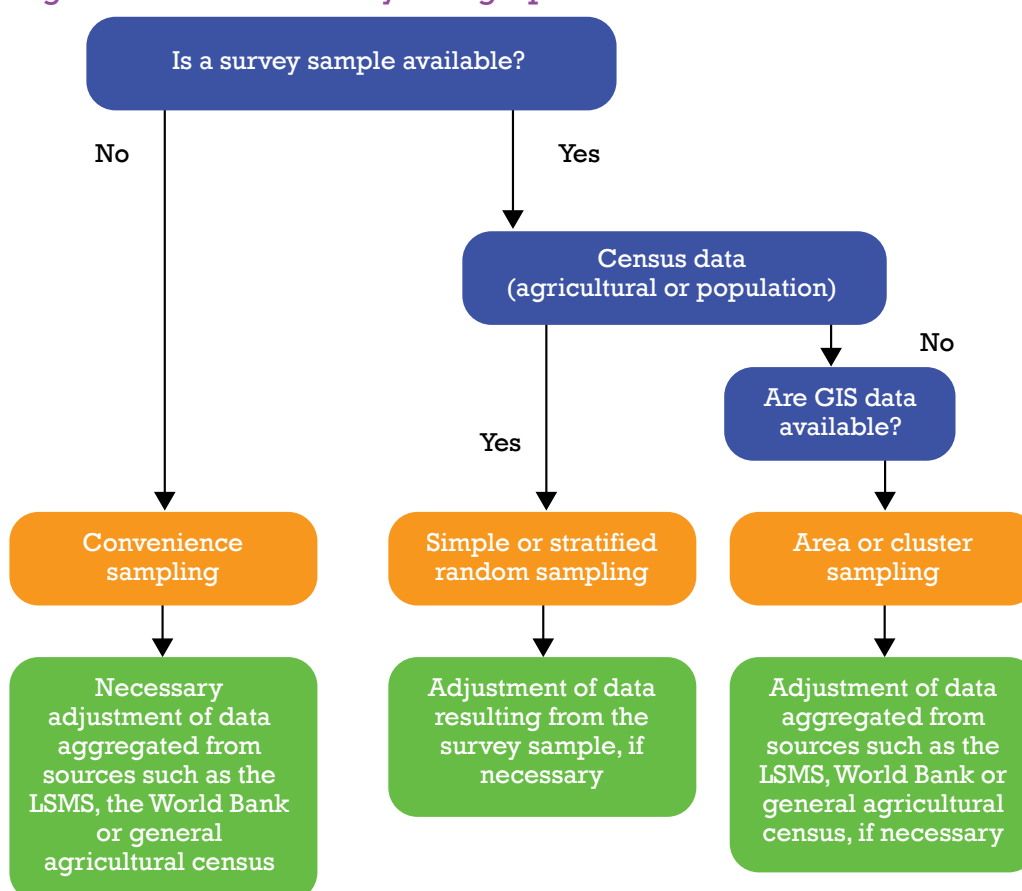 Is a survey sample available?
No
Yes
Census data
(agricultural or population)
No
Are GIS data
available?
Yes
Convenience
sampling
Simple or stratified
random sampling
Area or cluster
sampling
Necessary
adjustment of data
aggregated from
sources such as the
LSMS, the World Bank
or general
agricultural census
Adjustment of data
resulting from the
survey sample, if
necessary
Adjustment of data
aggregated from
sources such as the
LSMS, World Bank or
general agricultural
census, if necessary